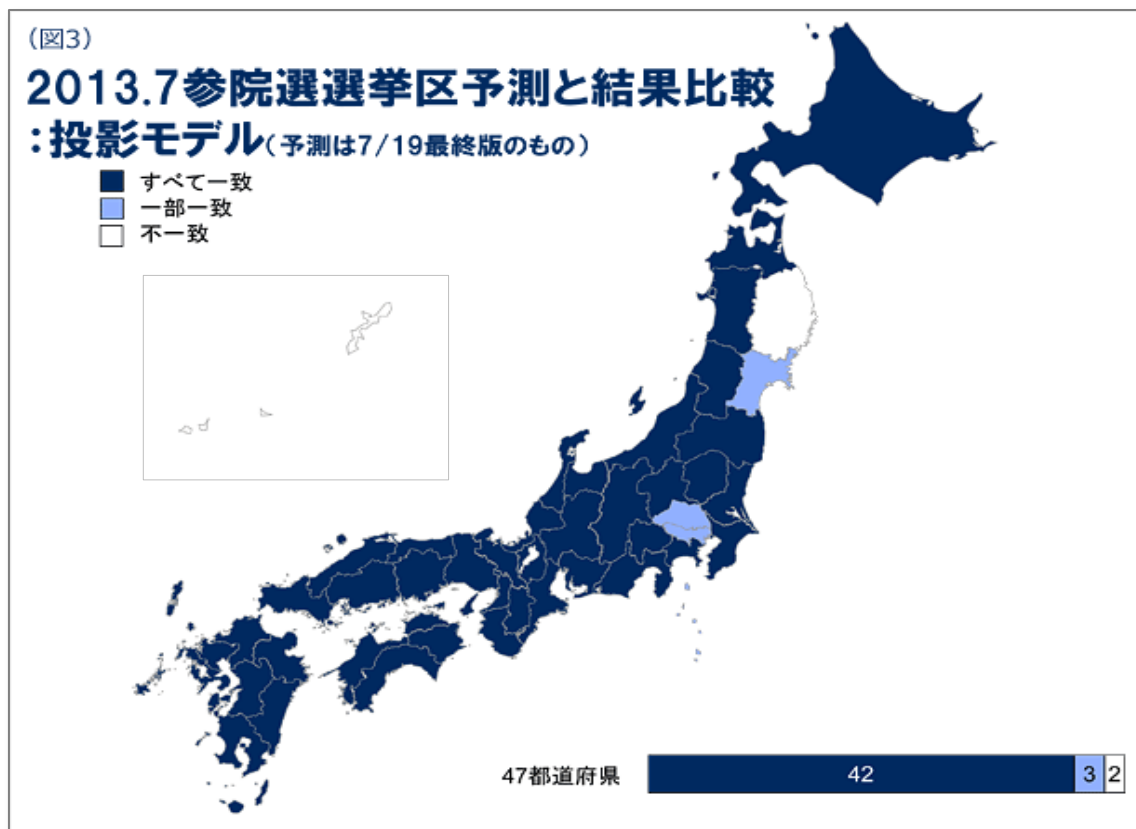 (図3)
2013.7参院選選挙区予測と結果比較
:投影モデル(予測は7/19最終版のもの)
すべて一致
一部一致
不一致
47都道府県 42 3 2